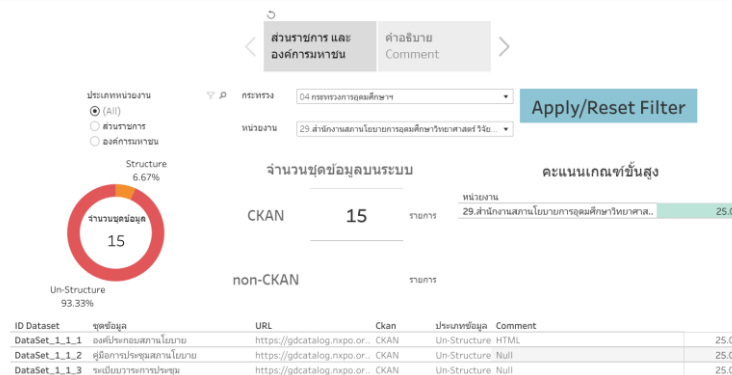 ส่วนราชการ และ
องค์การมหาชน
คำอธิบาย
Comment
ประเภทหน่วยงาน
(All)
ส่วนราชการ
องค์การมหาชน
กระทรวง
04 กระทรวงการอุดมศึกษาฯ
หน่วยงาน
29.สำนักงานสภานโยบายการอุดมศึกษาวิทยาศาสตร์ วิจัย...
Apply/Reset Filter
Structure
6.67%
จำนวนชุดข้อมูล
15
Un-Structure
93.33%
จำนวนชุดข้อมูลบนระบบ
CKAN 15 รายการ
non-CKAN รายการ
คะแนนเกณฑ์ขั้นสูง
หน่วยงาน
29.สำนักงานสภานโยบายการอุดมศึกษาวิทยาศาส.. 25.0
ID Dataset ชุดข้อมูล URL Ckan ประเภทข้อมูล Comment
DataSet_1_1_1 องค์ประกอบสภานโยบาย https://gdcatalog.nxpo.or.. CKAN Un-Structure HTML 25.0
DataSet_1_1_2 คู่มือการประชุมสภานโยบาย https://gdcatalog.nxpo.or.. CKAN Un-Structure Null 25.0
DataSet_1_1_3 ระเบียบวาระการประชุม https://gdcatalog.nxpo.or.. CKAN Un-Structure Null 25.0